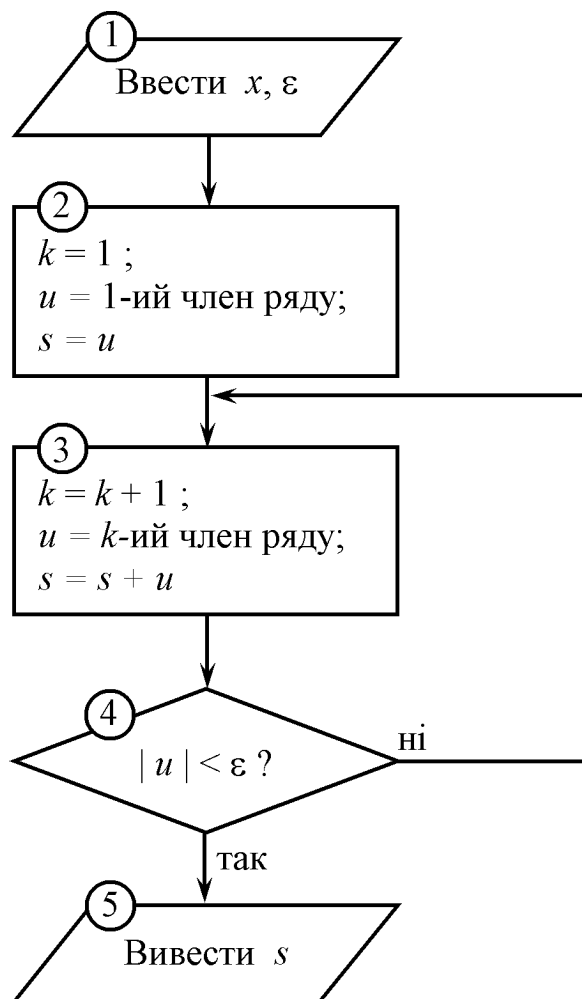 1
Ввести x, ε
2
k = 1 ;
u = 1-ий член ряду;
s = u
3
k = k + 1 ;
u = k-ий член ряду;
s = s + u
4
| u | < ε ?
ні
так
5
Вивести s